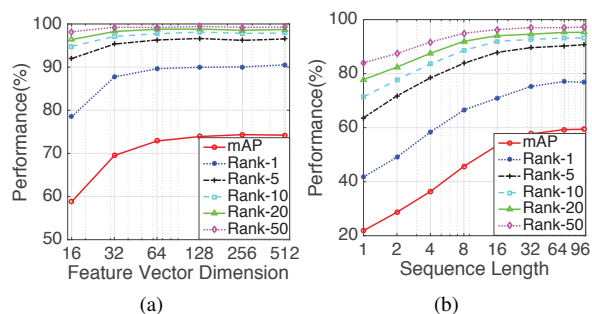 100
90
80
70
60
50
Performance(%)
16 32 64 128 256 512
Feature Vector Dimension
mAP
Rank-1
Rank-5
Rank-10
Rank-20
Rank-50
(a)
100
80
60
40
20
Performance(%)
1 2 4 8 16 32 64 96
Sequence Length
mAP
Rank-1
Rank-5
Rank-10
Rank-20
Rank-50
(b)